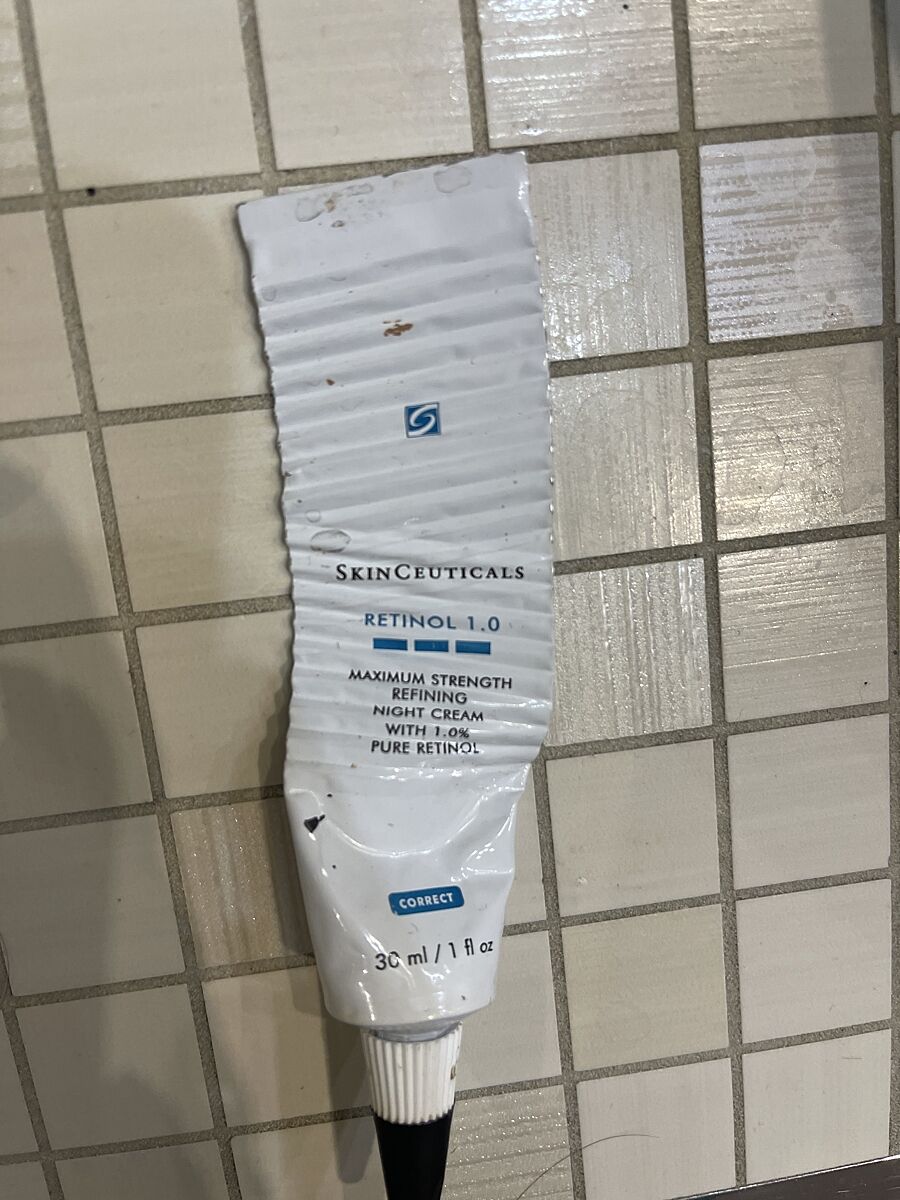 SKINCEUTICALS
RETINOL 1.0
MAXIMUM STRENGTH
REFINING
NIGHT CREAM
WITH 1.0%
PURE RETINOL
CORRECT
30 ml / 1 fl oz